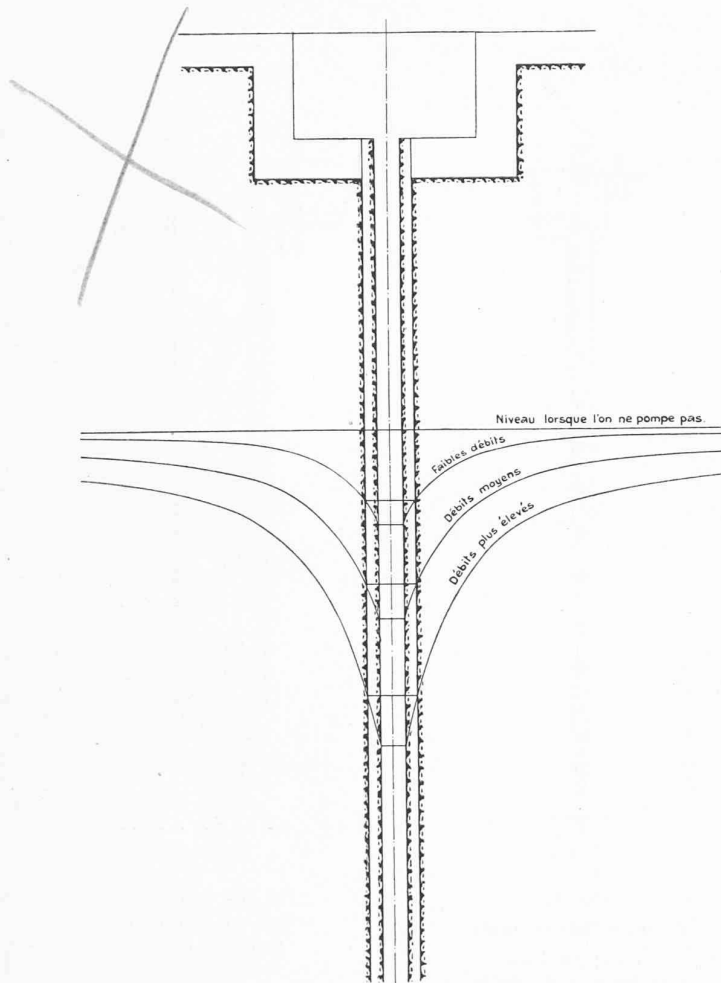 Niveau lorsque l'on ne pompe pas.
Faibles débits
Débits moyens
Débits plus élevés